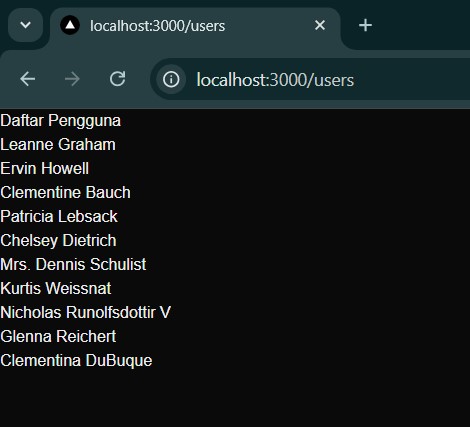 localhost:3000/users
localhost:3000/users
Daftar Pengguna
Leanne Graham
Ervin Howell
Clementine Bauch
Patricia Lebsack
Chelsey Dietrich
Mrs. Dennis Schulist
Kurtis Weissnat
Nicholas Runolfsdottir V
Glenna Reichert
Clementina DuBuque